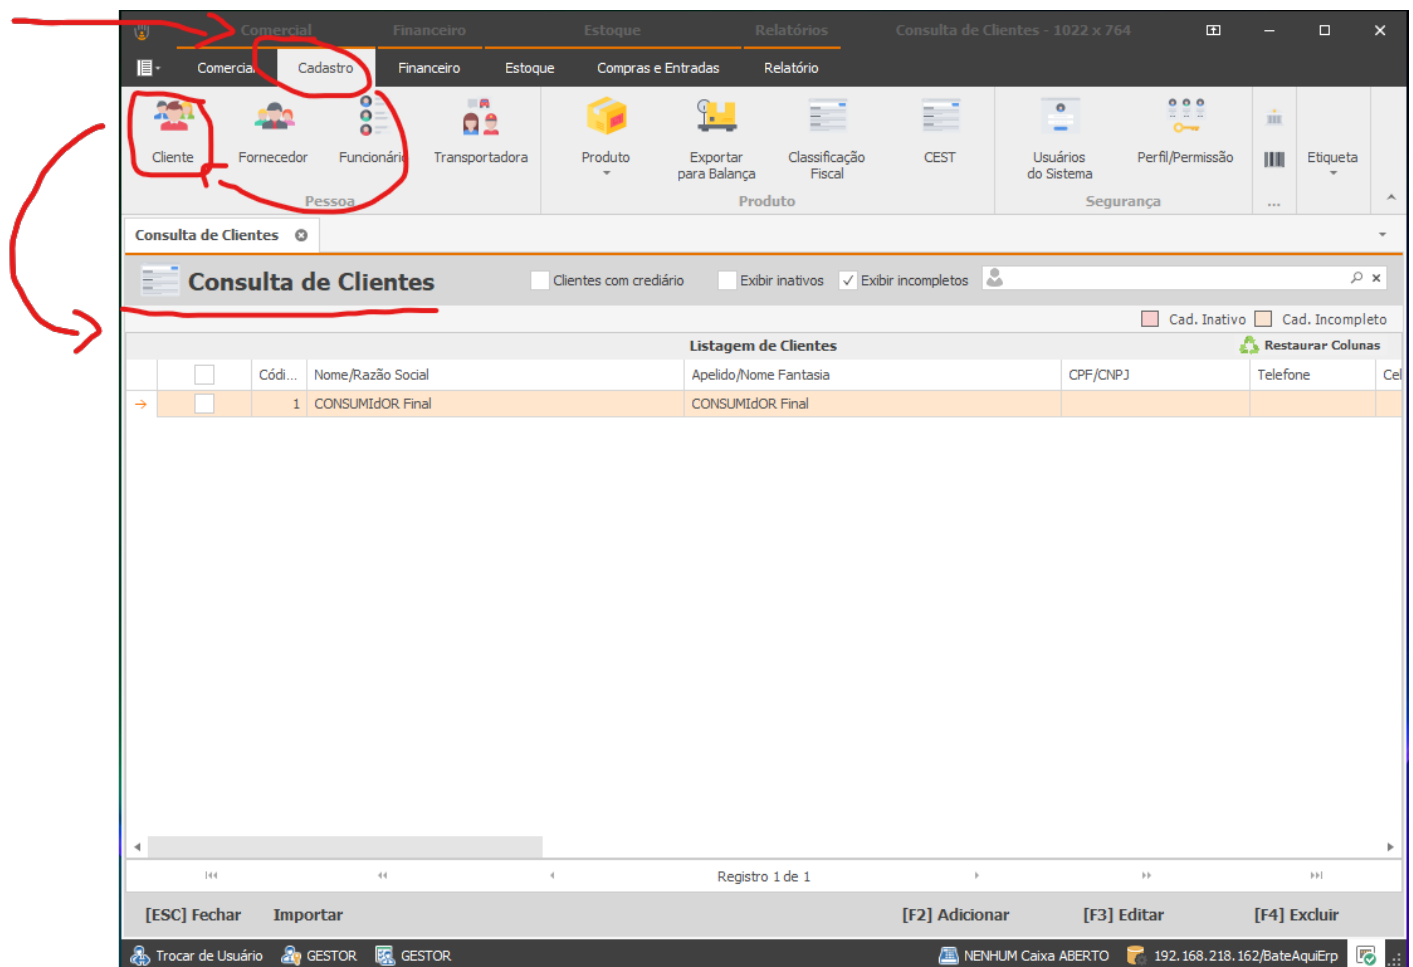 Comercial Financeiro Estoque Relatórios Consulta de Clientes - 1022 x 764
Comercial Cadastro Financeiro Estoque Compras e Entradas Relatório
Cliente Fornecedor Funcionário Transportadora Produto Exportar para Balança Classificação Fiscal CEST Usuários do Sistema Perfil/Permissão Etiqueta
Pessoa Produto Segurança ...
Consulta de Clientes
Consulta de Clientes Clientes com crediário Exibir inativos Exibir incompletos
Cad. Inativo Cad. Incompleto
Listagem de Clientes Restaurar Colunas
Códi... Nome/Razão Social Apelido/Nome Fantasia CPF/CNPJ Telefone Cel
1 CONSUMIdOR Final CONSUMIdOR Final
Registro 1 de 1
[ESC] Fechar Importar [F2] Adicionar [F3] Editar [F4] Excluir
Trocar de Usuário GESTOR GESTOR NENHUM Caixa ABERTO 192.168.218.162/BateAquiErp